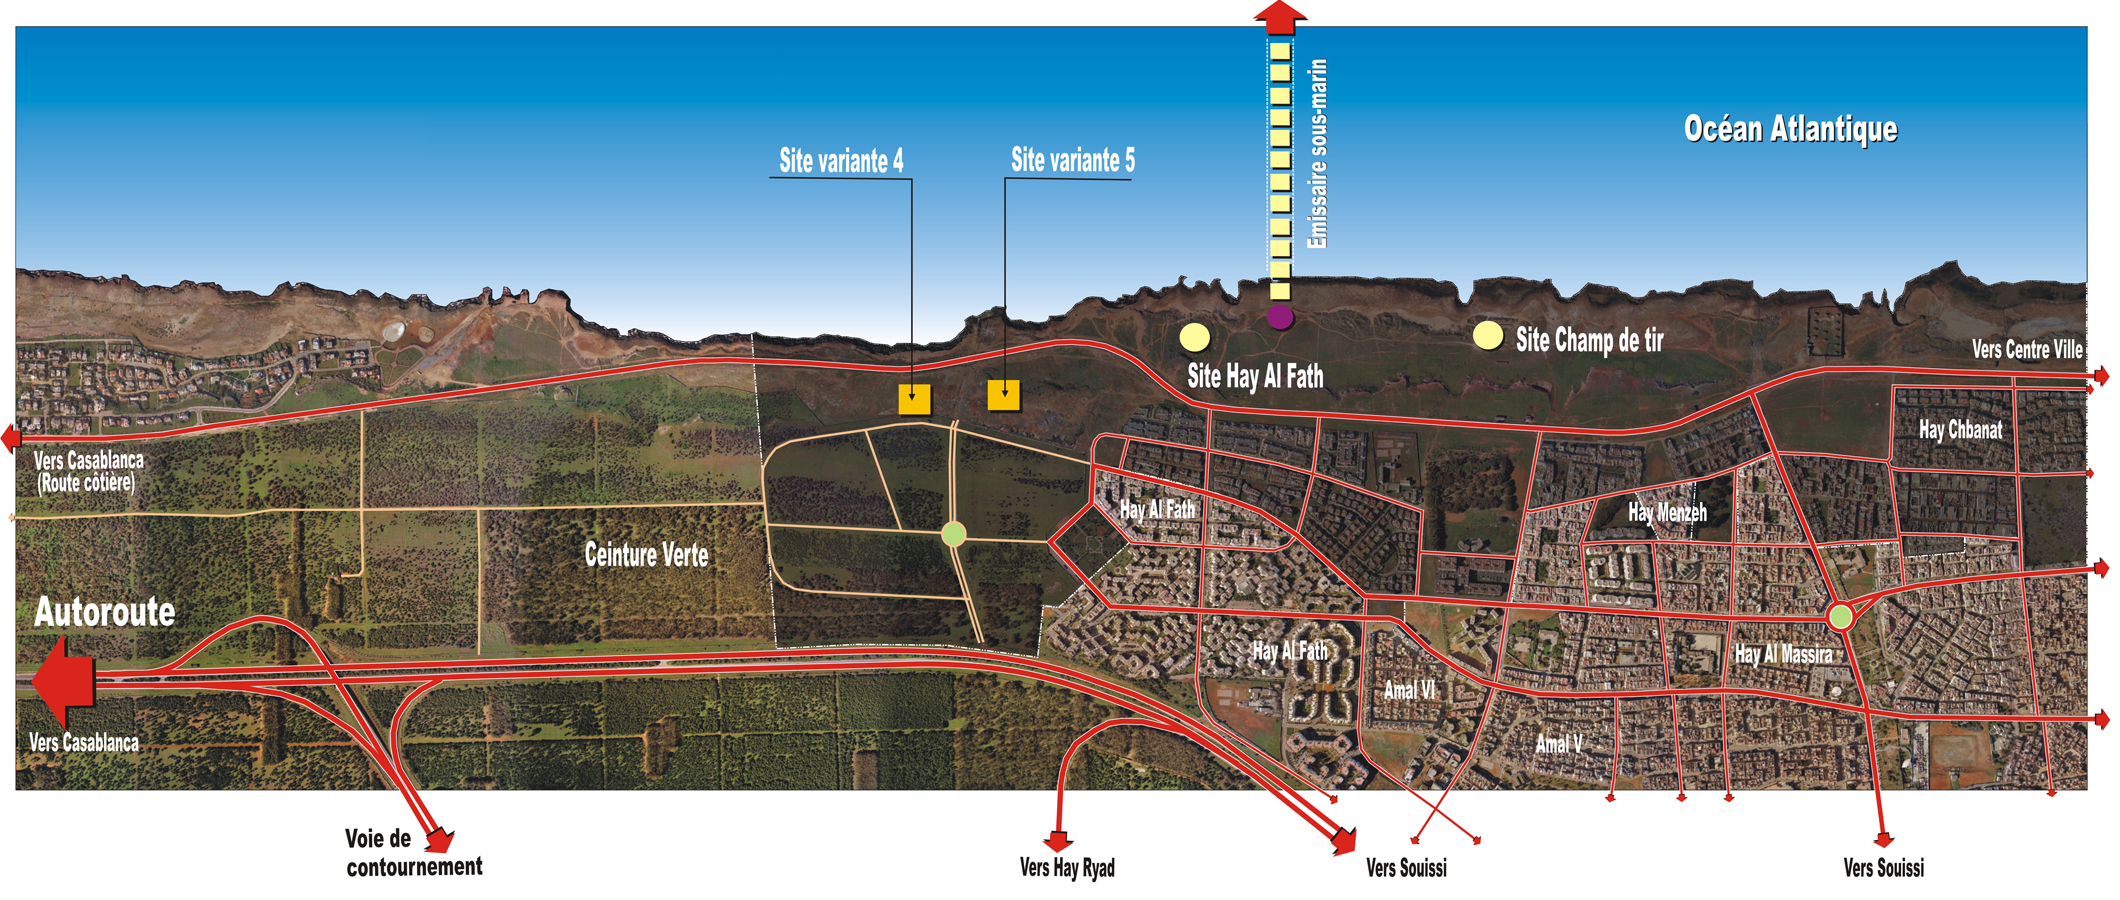 Océan Atlantique
Emissaire sous-marin
Site variante 4
Site variante 5
Site Champ de tir
Vers Centre Ville
Site Hay Al Fath
Hay Chbanat
Vers Casablanca
(Route côtière)
Hay Al Fath
Hay Menzeh
Ceinture Verte
Autoroute
Hay Al Fath
Hay Al Massira
Amal VI
Vers Casablanca
Amal V
Voie de
contournement
Vers Hay Ryad
Vers Souissi
Vers Souissi